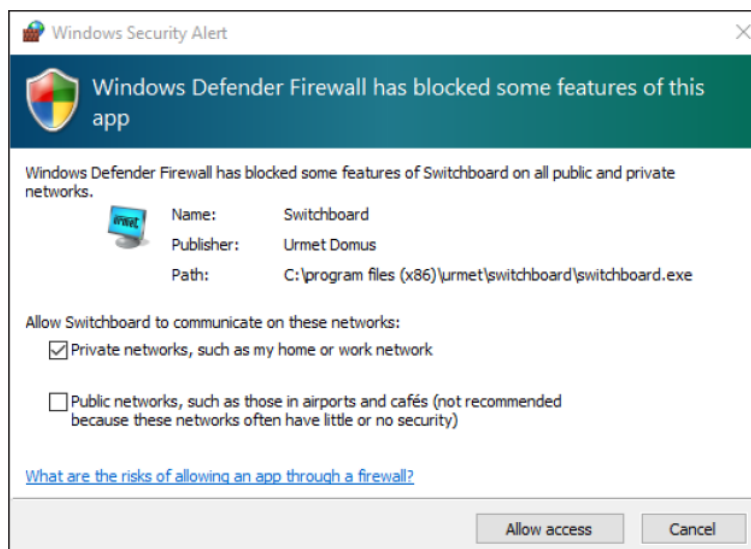 Windows Security Alert
Windows Defender Firewall has blocked some features of this
app
Windows Defender Firewall has blocked some features of Switchboard on all public and private
networks.
urmet
Name: Switchboard
Publisher: Urmet Domus
Path: C:\program files (x86)\urmet\switchboard\switchboard.exe
Allow Switchboard to communicate on these networks:
Private networks, such as my home or work network
Public networks, such as those in airports and cafés (not recommended
because these networks often have little or no security)
What are the risks of allowing an app through a firewall?
Allow access Cancel